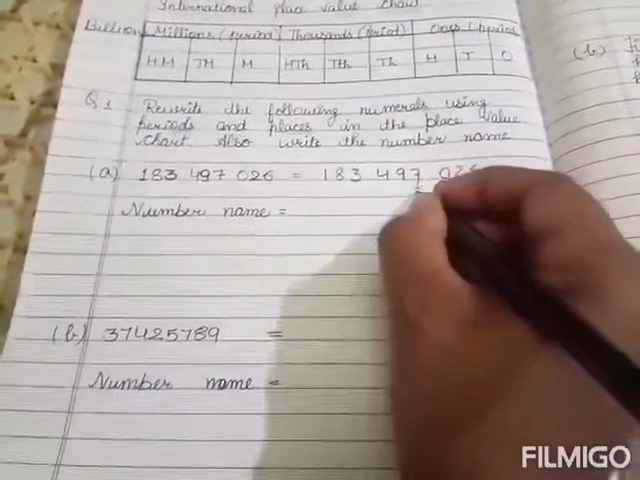 International place value chart
Billion Millions (period) Thousands (period) Ones (period)
HM TM M HTh TTh Th H T O
Q1 Rewrite the following numerals using
periods and places in the place value
chart. Also write the number name
(a) 183 497 026 = 183 497 026
Number name =
(b) 37425789 =
Number name =
(b)
FILMIGO